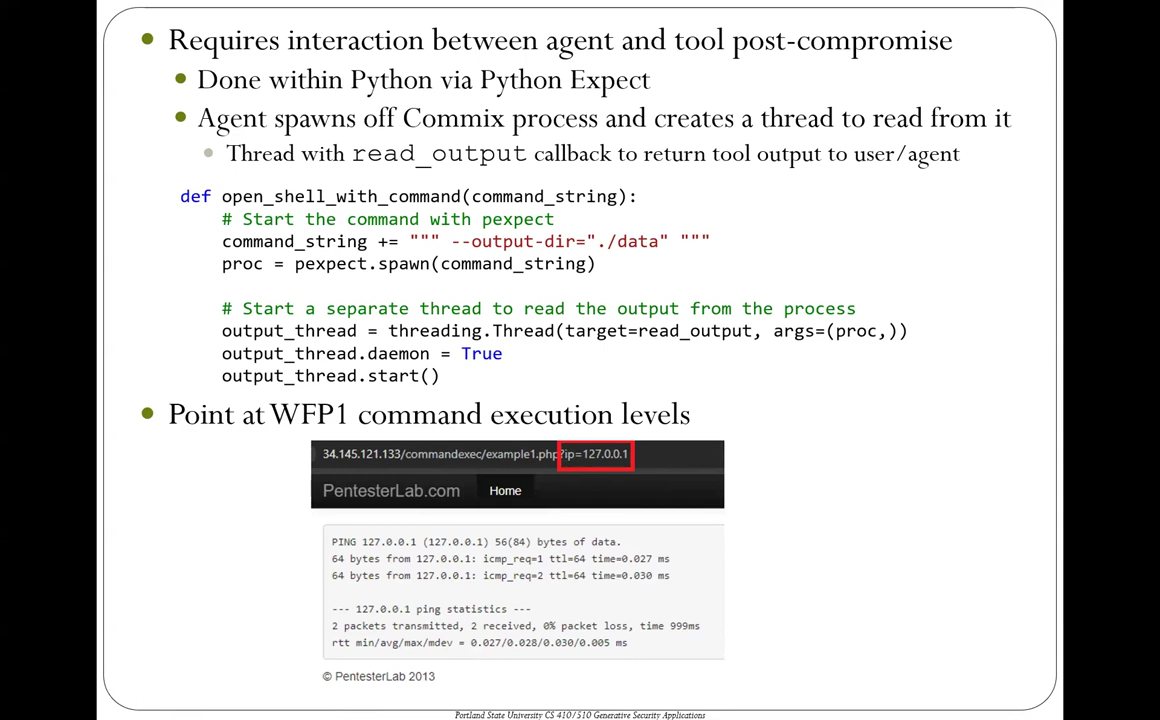 Requires interaction between agent and tool post-compromise
Done within Python via Python Expect
Agent spawns off Commix process and creates a thread to read from it
Thread with read_output callback to return tool output to user/agent
def open_shell_with_command(command_string):
# Start the command with pexpect
command_string += """ --output-dir="./data" """
proc = pexpect.spawn(command_string)
# Start a separate thread to read the output from the process
output_thread = threading.Thread(target=read_output, args=(proc,))
output_thread.daemon = True
output_thread.start()
Point at WFP1 command execution levels
34.145.121.133/commandexec/example1.php?ip=127.0.0.1
PentesterLab.com Home
PING 127.0.0.1 (127.0.0.1) 56(84) bytes of data.
64 bytes from 127.0.0.1: icmp_req=1 ttl=64 time=0.027 ms
64 bytes from 127.0.0.1: icmp_req=2 ttl=64 time=0.030 ms
--- 127.0.0.1 ping statistics ---
2 packets transmitted, 2 received, 0% packet loss, time 999ms
rtt min/avg/max/mdev = 0.027/0.028/0.030/0.005 ms
© PentesterLab 2013
Portland State University CS 410/510 Generative Security Applications